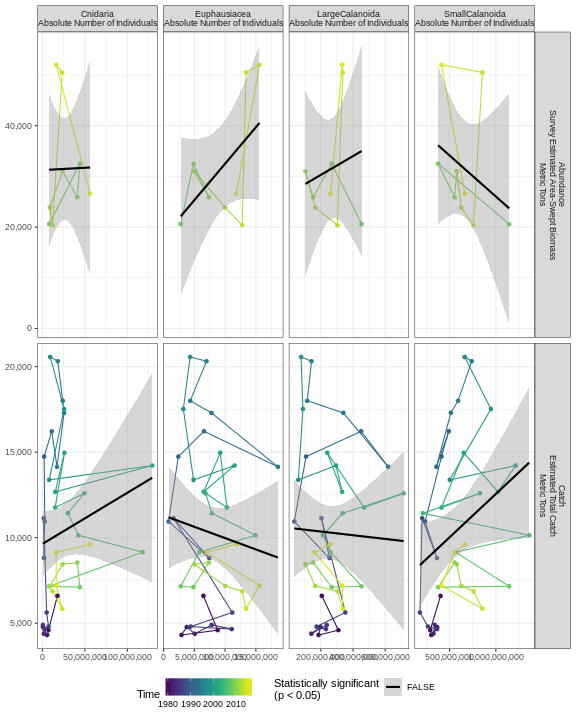 Cnidaria
Absolute Number of Individuals
Euphausiacea
Absolute Number of Individuals
LargeCalanoida
Absolute Number of Individuals
SmallCalanoida
Absolute Number of Individuals
40,000
20,000
0
Abundance
Survey Estimated Area-Swept Biomass
Metric Tons
20,000
15,000
10,000
5,000
Catch
Estimated Total Catch
Metric Tons
0
50,000,000
100,000,000
0
5,000,000
10,000,000
15,000,000
200,000,000
400,000,000
600,000,000
500,000,000
1,000,000,000
Time
1980 1990 2000 2010
Statistically significant
(p < 0.05)
FALSE